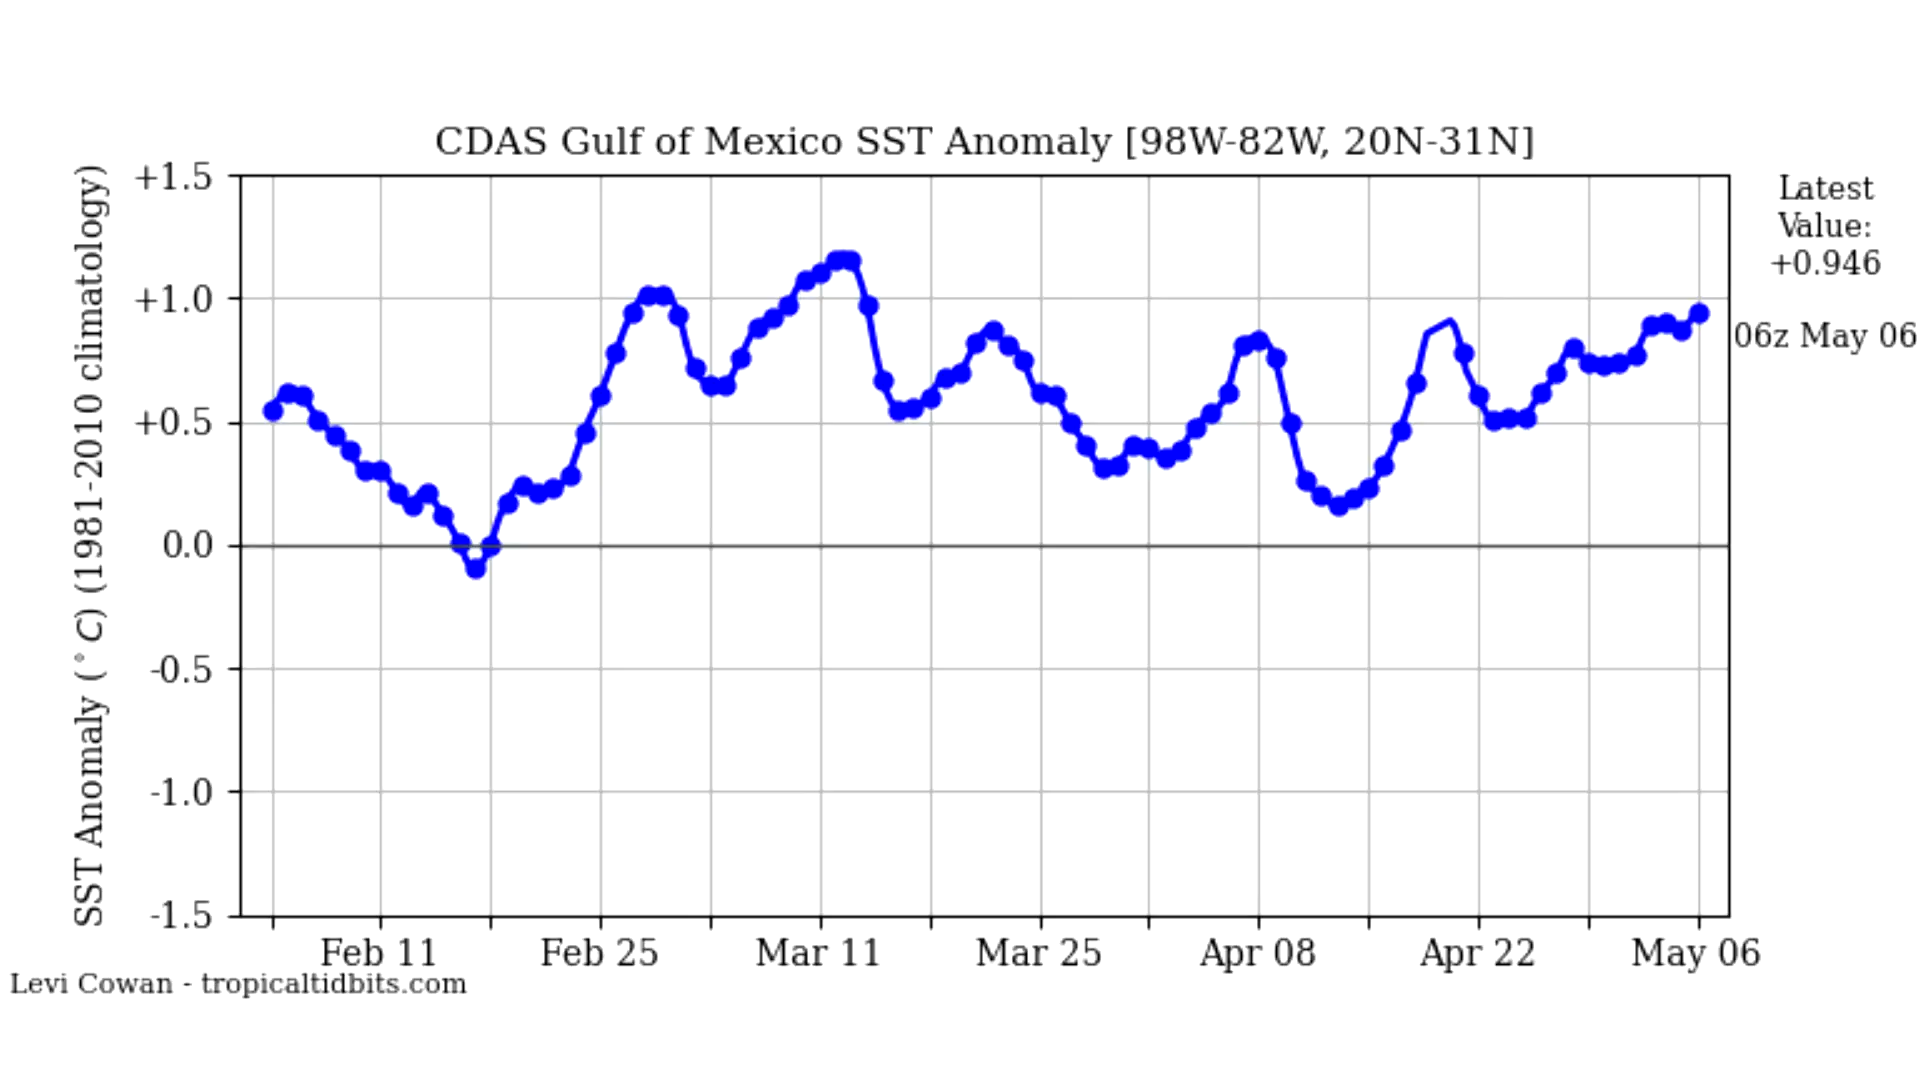 CDAS Gulf of Mexico SST Anomaly [98W-82W, 20N-31N]
SST Anomaly (°C) (1981-2010 climatology)
+1.5
+1.0
+0.5
0.0
-0.5
-1.0
-1.5
Feb 11
Feb 25
Mar 11
Mar 25
Apr 08
Apr 22
May 06
Latest
Value:
+0.946
06z May 06
Levi Cowan - tropicaltidbits.com